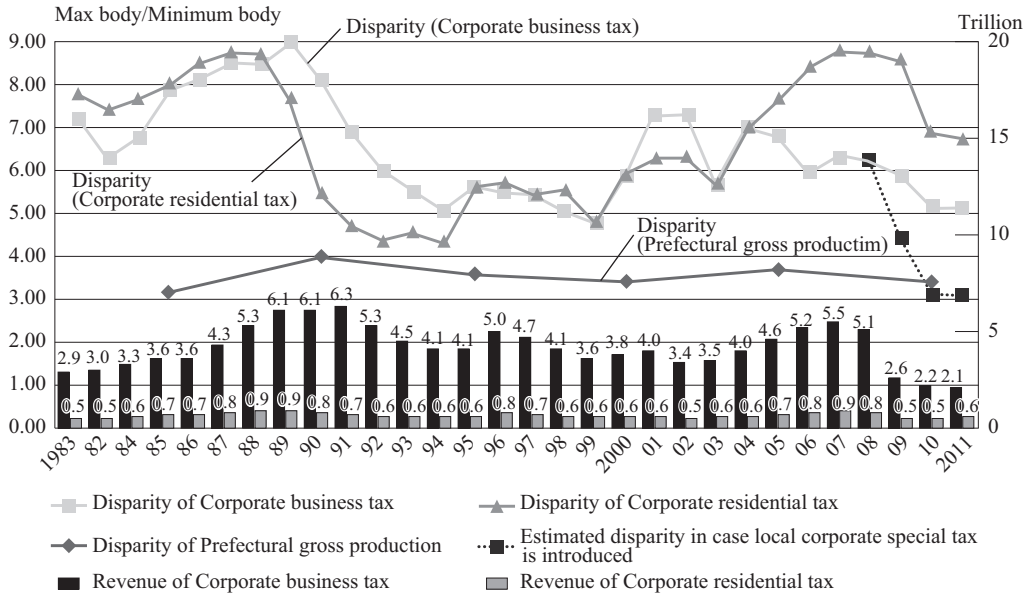 Max body/Minimum body
Trillion
Disparity (Corporate business tax)
9.00
8.00
7.00
6.00
5.00
4.00
3.00
2.00
1.00
0.00
20
15
10
5
0
Disparity
(Corporate residential tax)
Disparity
(Prefectural gross productim)
2.9 3.0 3.3 3.6 3.6 4.3 5.3 6.1 6.1 6.3 5.3 4.5 4.1 4.1 5.0 4.7 4.1 3.6 3.8 4.0 3.4 3.5 4.0 4.6 5.2 5.5 5.1 2.6 2.2 2.1
0.5 0.5 0.6 0.7 0.7 0.8 0.9 0.9 0.8 0.7 0.6 0.6 0.6 0.6 0.8 0.7 0.6 0.6 0.6 0.6 0.5 0.6 0.6 0.7 0.8 0.9 0.8 0.5 0.5 0.6
1983 82 84 85 86 87 88 89 90 91 92 93 94 95 96 97 98 99 2000 01 02 03 04 05 06 07 08 09 10 2011
Disparity of Corporate business tax
Disparity of Corporate residential tax
Disparity of Prefectural gross production
Estimated disparity in case local corporate special tax
is introduced
Revenue of Corporate business tax
Revenue of Corporate residential tax